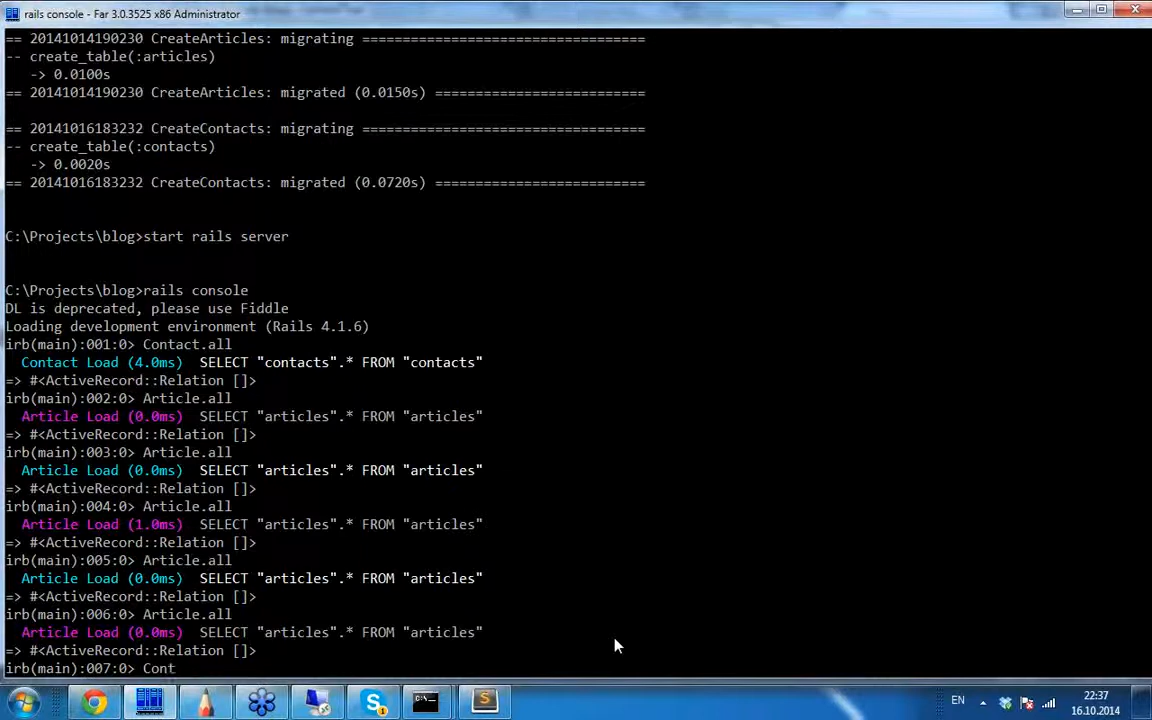 rails console - Far 3.0.3525 x86 Administrator
== 20141014190230 CreateArticles: migrating ===================================
-- create_table(:articles)
   -> 0.0100s
== 20141014190230 CreateArticles: migrated (0.0150s) ==========================
== 20141016183232 CreateContacts: migrating ===================================
-- create_table(:contacts)
   -> 0.0020s
== 20141016183232 CreateContacts: migrated (0.0720s) ==========================
C:\Projects\blog>start rails server
C:\Projects\blog>rails console
DL is deprecated, please use Fiddle
Loading development environment (Rails 4.1.6)
irb(main):001:0> Contact.all
  Contact Load (4.0ms)  SELECT "contacts".* FROM "contacts"
=> #<ActiveRecord::Relation []>
irb(main):002:0> Article.all
  Article Load (0.0ms)  SELECT "articles".* FROM "articles"
=> #<ActiveRecord::Relation []>
irb(main):003:0> Article.all
  Article Load (0.0ms)  SELECT "articles".* FROM "articles"
=> #<ActiveRecord::Relation []>
irb(main):004:0> Article.all
  Article Load (1.0ms)  SELECT "articles".* FROM "articles"
=> #<ActiveRecord::Relation []>
irb(main):005:0> Article.all
  Article Load (0.0ms)  SELECT "articles".* FROM "articles"
=> #<ActiveRecord::Relation []>
irb(main):006:0> Article.all
  Article Load (0.0ms)  SELECT "articles".* FROM "articles"
=> #<ActiveRecord::Relation []>
irb(main):007:0> Cont
EN
22:37
16.10.2014